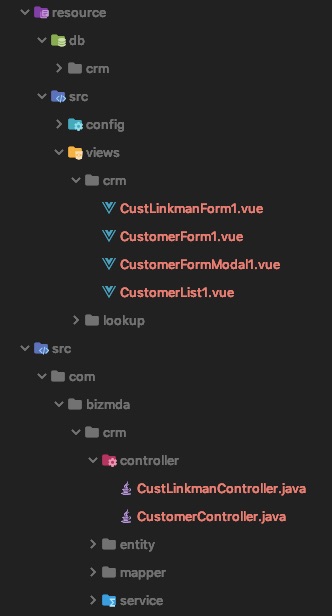 resource
db
crm
src
config
views
crm
CustLinkmanForm1.vue
CustomerForm1.vue
CustomerFormModal1.vue
CustomerList1.vue
lookup
src
com
bizmda
crm
controller
CustLinkmanController.java
CustomerController.java
entity
mapper
service